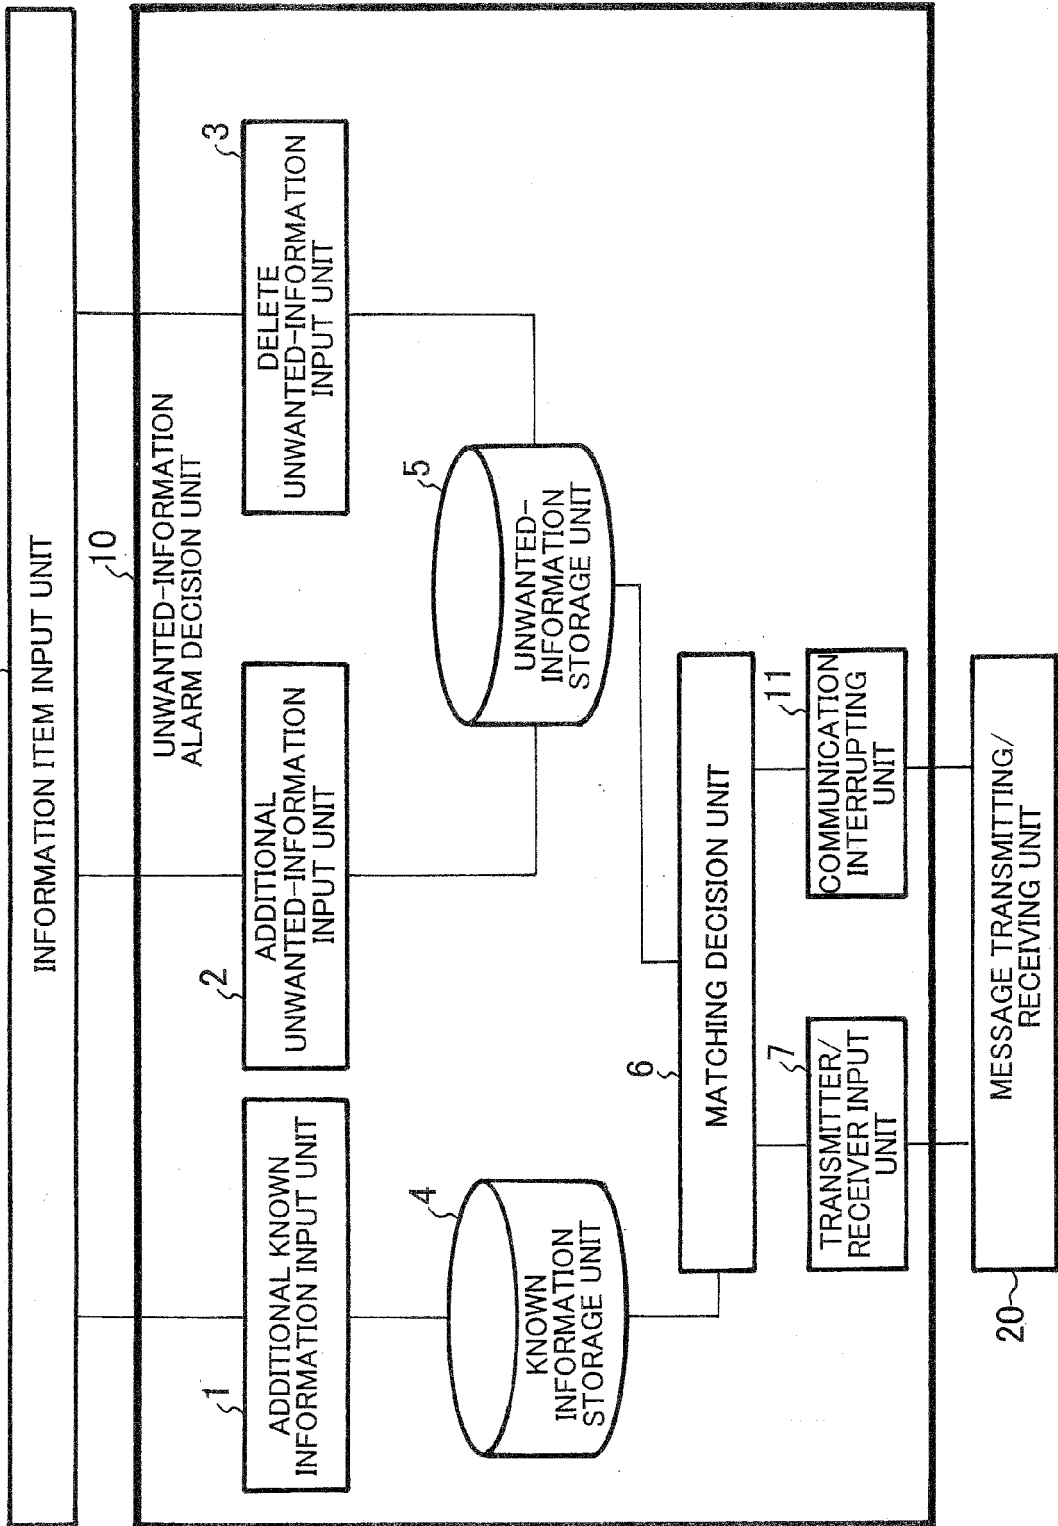 INFORMATION ITEM INPUT UNIT
10
UNWANTED-INFORMATION
ALARM DECISION UNIT
1
ADDITIONAL KNOWN
INFORMATION INPUT UNIT
2
ADDITIONAL
UNWANTED-INFORMATION
INPUT UNIT
3
DELETE
UNWANTED-INFORMATION
INPUT UNIT
4
KNOWN
INFORMATION
STORAGE UNIT
5
UNWANTED-
INFORMATION
STORAGE UNIT
6
MATCHING DECISION UNIT
7
TRANSMITTER/
RECEIVER INPUT
UNIT
11
COMMUNICATION
INTERRUPTING
UNIT
20
MESSAGE TRANSMITTING/
RECEIVING UNIT